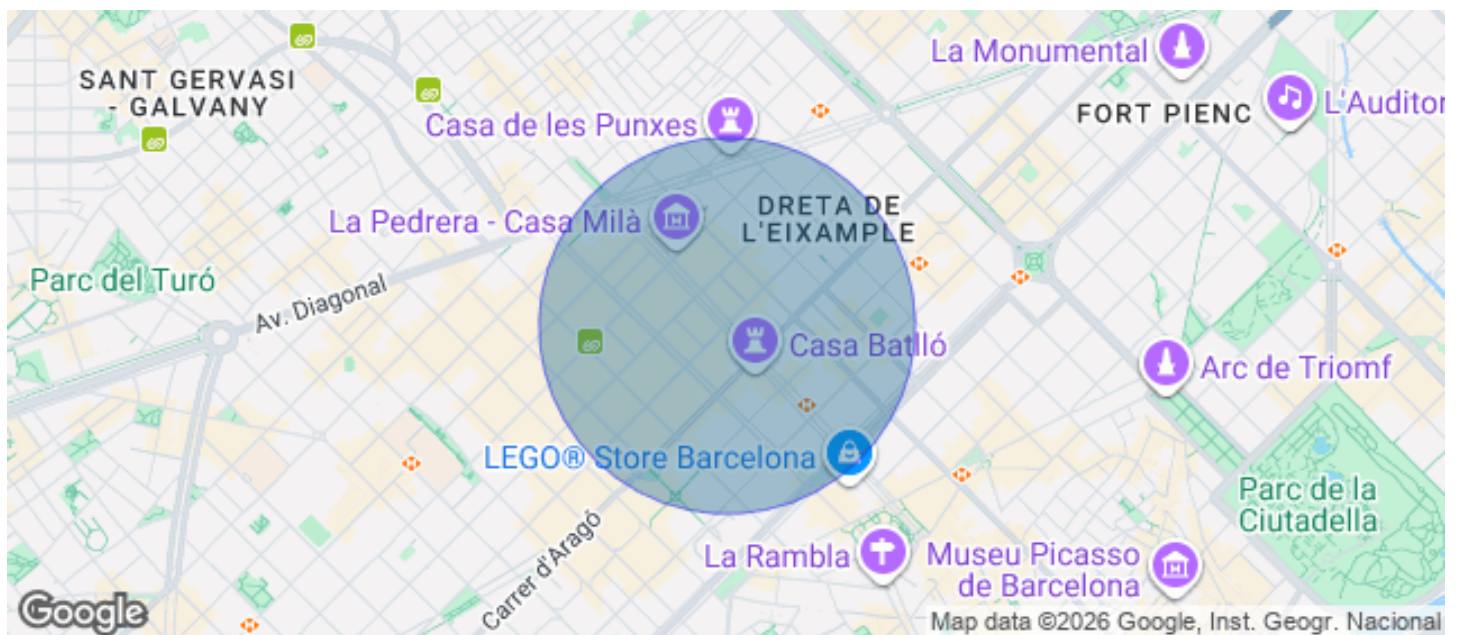 La Monumental
SANT GERVASI
- GALVANY
FORT PIENC
L'Auditor
Casa de les Punxes
La Pedrera - Casa Milà
DRETA DE
L'EIXAMPLE
Parc del Turó
Av. Diagonal
Casa Batlló
Arc de Triomf
LEGO® Store Barcelona
Parc de la
Ciutadella
Carrer d'Aragó
La Rambla
Museu Picasso
de Barcelona
Google
Map data ©2026 Google, Inst. Geogr. Nacional